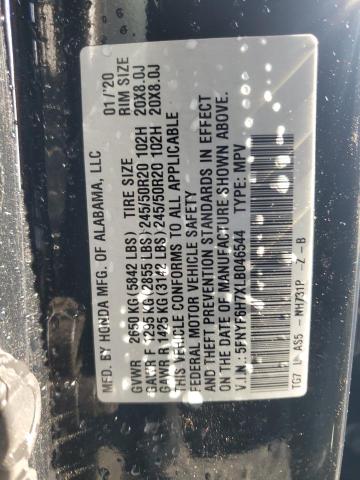 MFD. BY HONDA MFG. OF ALABAMA, LLC 01/'20
GVWR 2650 KG (5842 LBS) TIRE SIZE RIM SIZE
GAWR F 1295 KG (2855 LBS) 245/50R20 102H 20X8.0J
GAWR R 1425 KG (3142 LBS) 245/50R20 102H 20X8.0J
THIS VEHICLE CONFORMS TO ALL APPLICABLE
FEDERAL MOTOR VEHICLE SAFETY
AND THEFT PREVENTION STANDARDS IN EFFECT
ON THE DATE OF MANUFACTURE SHOWN ABOVE.
V.I.N.: 5FNYF6H7XLB046544 TYPE: MPV
TG7 AS5 - NH731P -Z - B